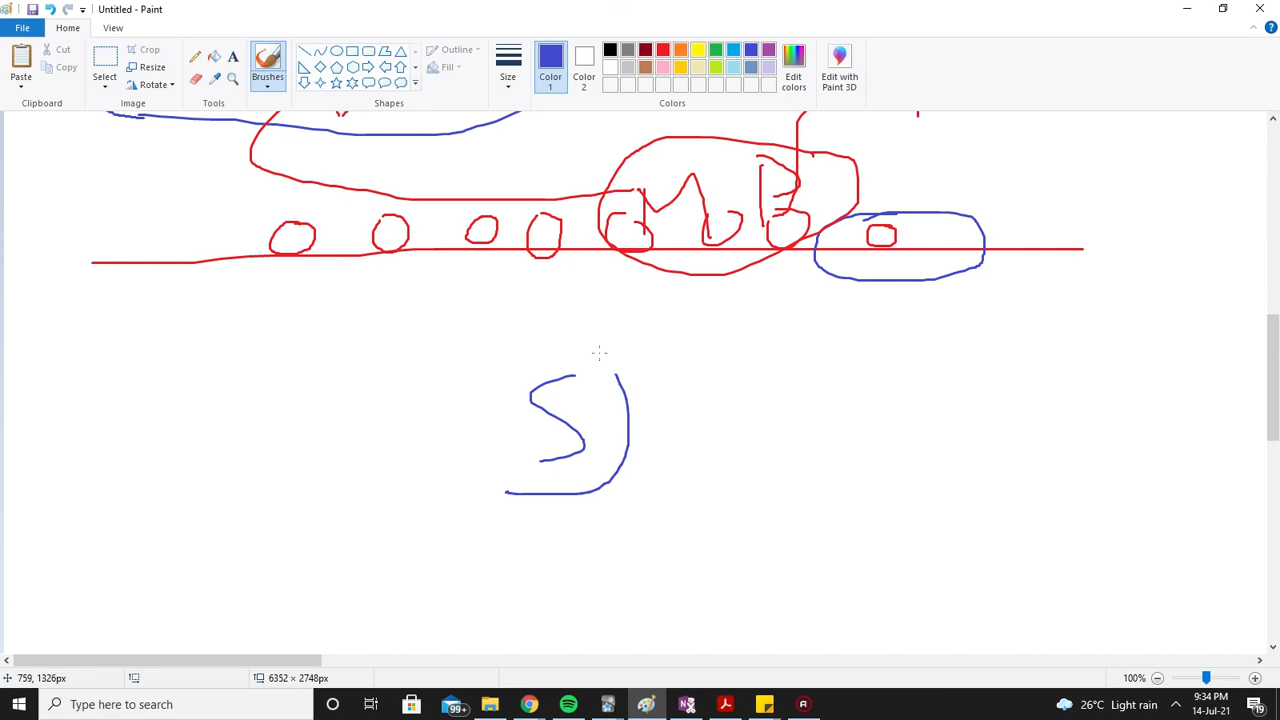 Untitled - Paint
File Home View
Paste Cut Copy Select Crop Resize Rotate Brushes Outline Fill Size Color 1 Color 2 Edit colors Edit with Paint 3D
Clipboard Image Tools Shapes Colors
A
MB
S
759, 1326px 6352 × 2748px 100%
Type here to search 99+ 26°C Light rain 9:34 PM 14-Jul-21 19